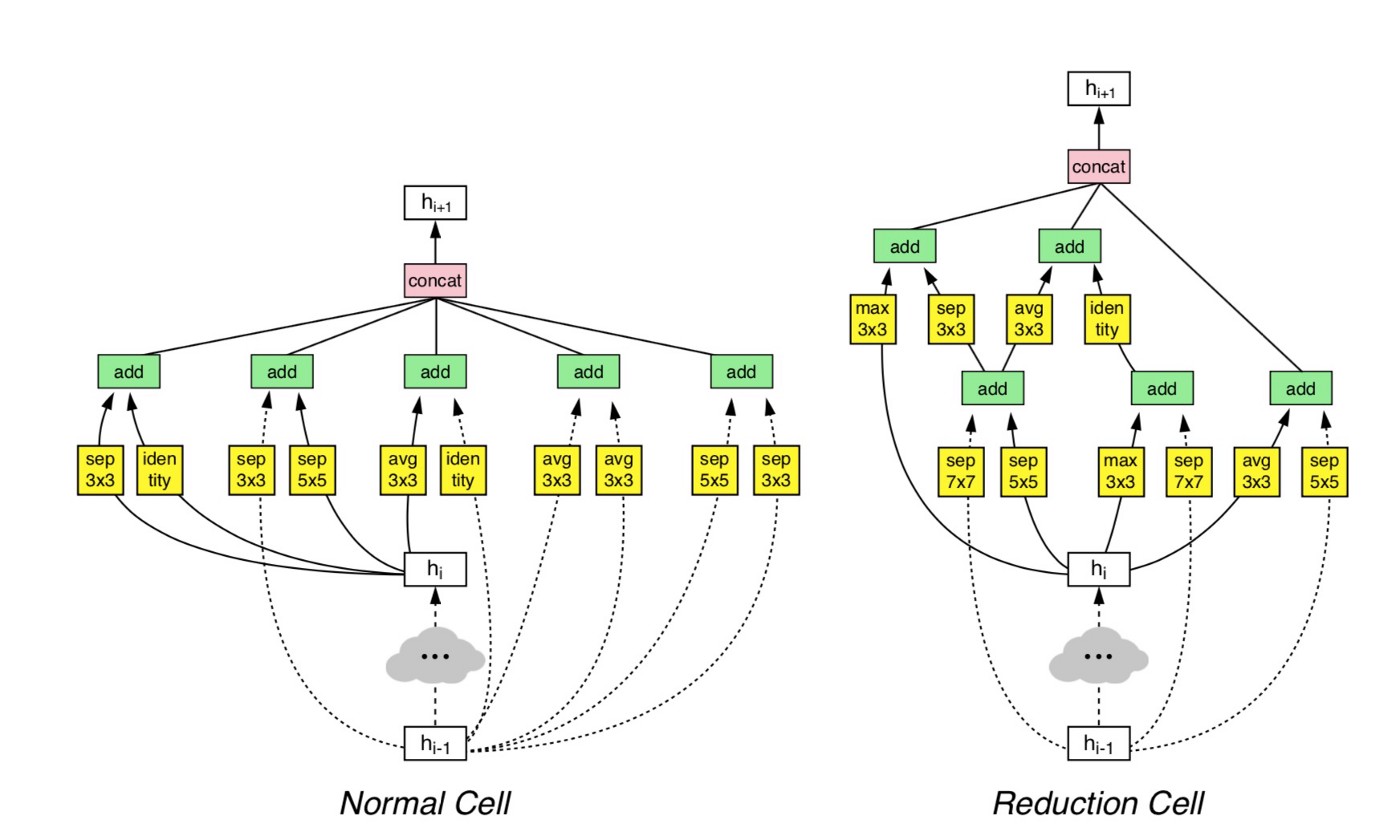 h_{i+1}
concat
add add add add add
sep
3x3
iden
tity
sep
3x3
sep
5x5
avg
3x3
iden
tity
avg
3x3
avg
3x3
sep
5x5
sep
3x3
h_i
...
h_{i-1}
Normal Cell
h_{i+1}
concat
add add
max
3x3
sep
3x3
avg
3x3
iden
tity
add add add
sep
7x7
sep
5x5
max
3x3
sep
7x7
avg
3x3
sep
5x5
h_i
...
h_{i-1}
Reduction Cell